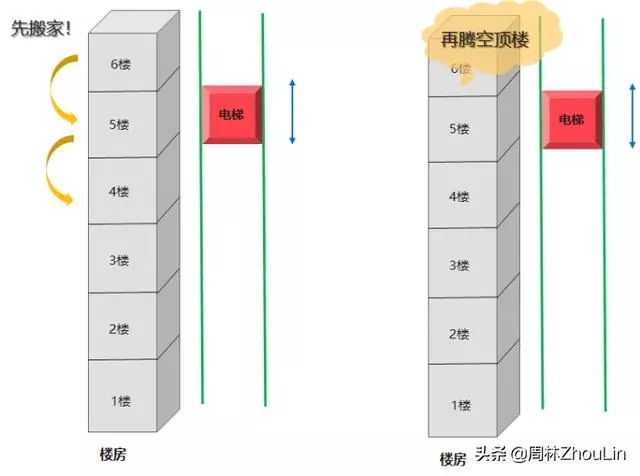 先搬家!
6楼
5楼
4楼
3楼
2楼
1楼
楼房
电梯
再腾空顶楼
6楼
5楼
4楼
3楼
2楼
1楼
楼房
电梯
头条@周林ZhouLin